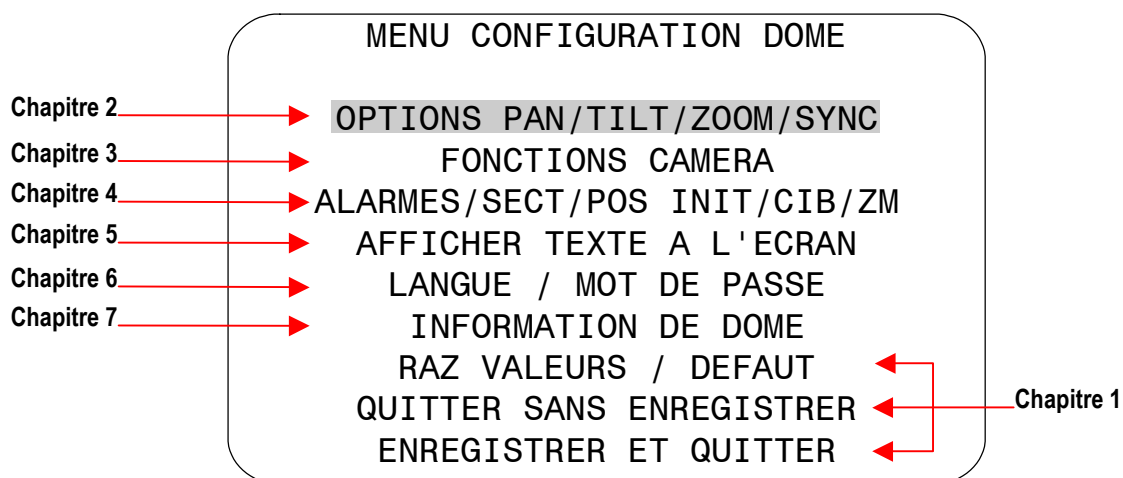 MENU CONFIGURATION DOME
Chapitre 2
OPTIONS PAN/TILT/ZOOM/SYNC
Chapitre 3
FONCTIONS CAMERA
Chapitre 4
ALARMES/SECT/POS INIT/CIB/ZM
Chapitre 5
AFFICHER TEXTE A L'ECRAN
Chapitre 6
LANGUE / MOT DE PASSE
Chapitre 7
INFORMATION DE DOME
RAZ VALEURS / DEFAUT
QUITTER SANS ENREGISTRER
Chapitre 1
ENREGISTRER ET QUITTER